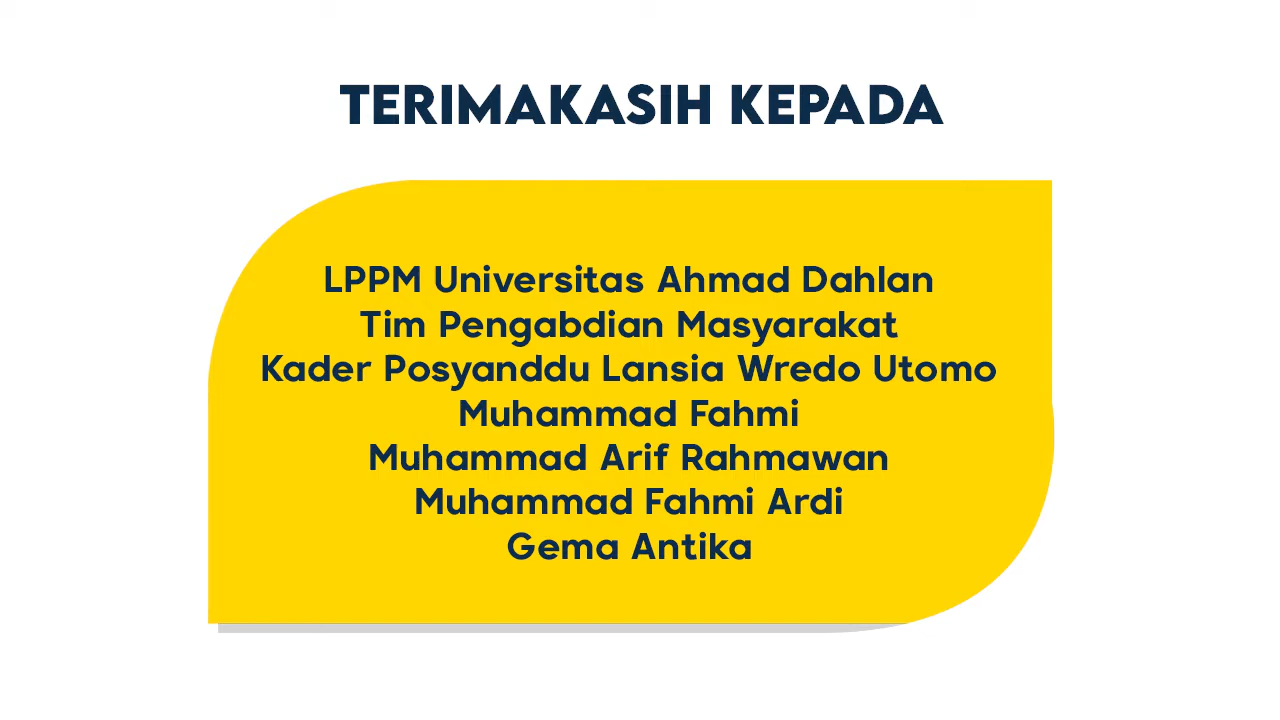 TERIMAKASIH KEPADA
LPPM Universitas Ahmad Dahlan
Tim Pengabdian Masyarakat
Kader Posyanddu Lansia Wredo Utomo
Muhammad Fahmi
Muhammad Arif Rahmawan
Muhammad Fahmi Ardi
Gema Antika